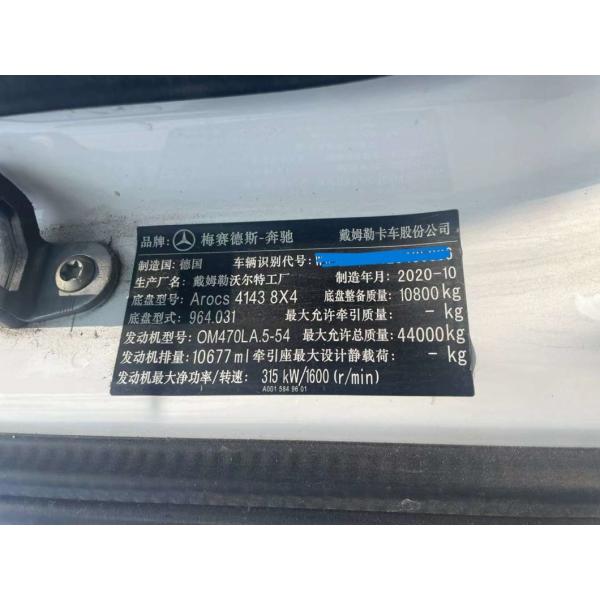 品牌: 梅赛德斯-奔驰 戴姆勒卡车股份公司
制造国: 德国 车辆识别代号:
生产厂名: 戴姆勒沃尔特工厂 制造年月: 2020-10
底盘型号: Arocs 4143 8X4 底盘整备质量: 10800kg
底盘型式: 964.031 最大允许牵引质量: - kg
发动机型号: OM470LA.5-54 最大允许总质量: 44000kg
发动机排量: 10677ml 牵引座最大设计静载荷: - kg
发动机最大净功率/转速: 315 kW/1600 (r/min)
A001 584 96 01